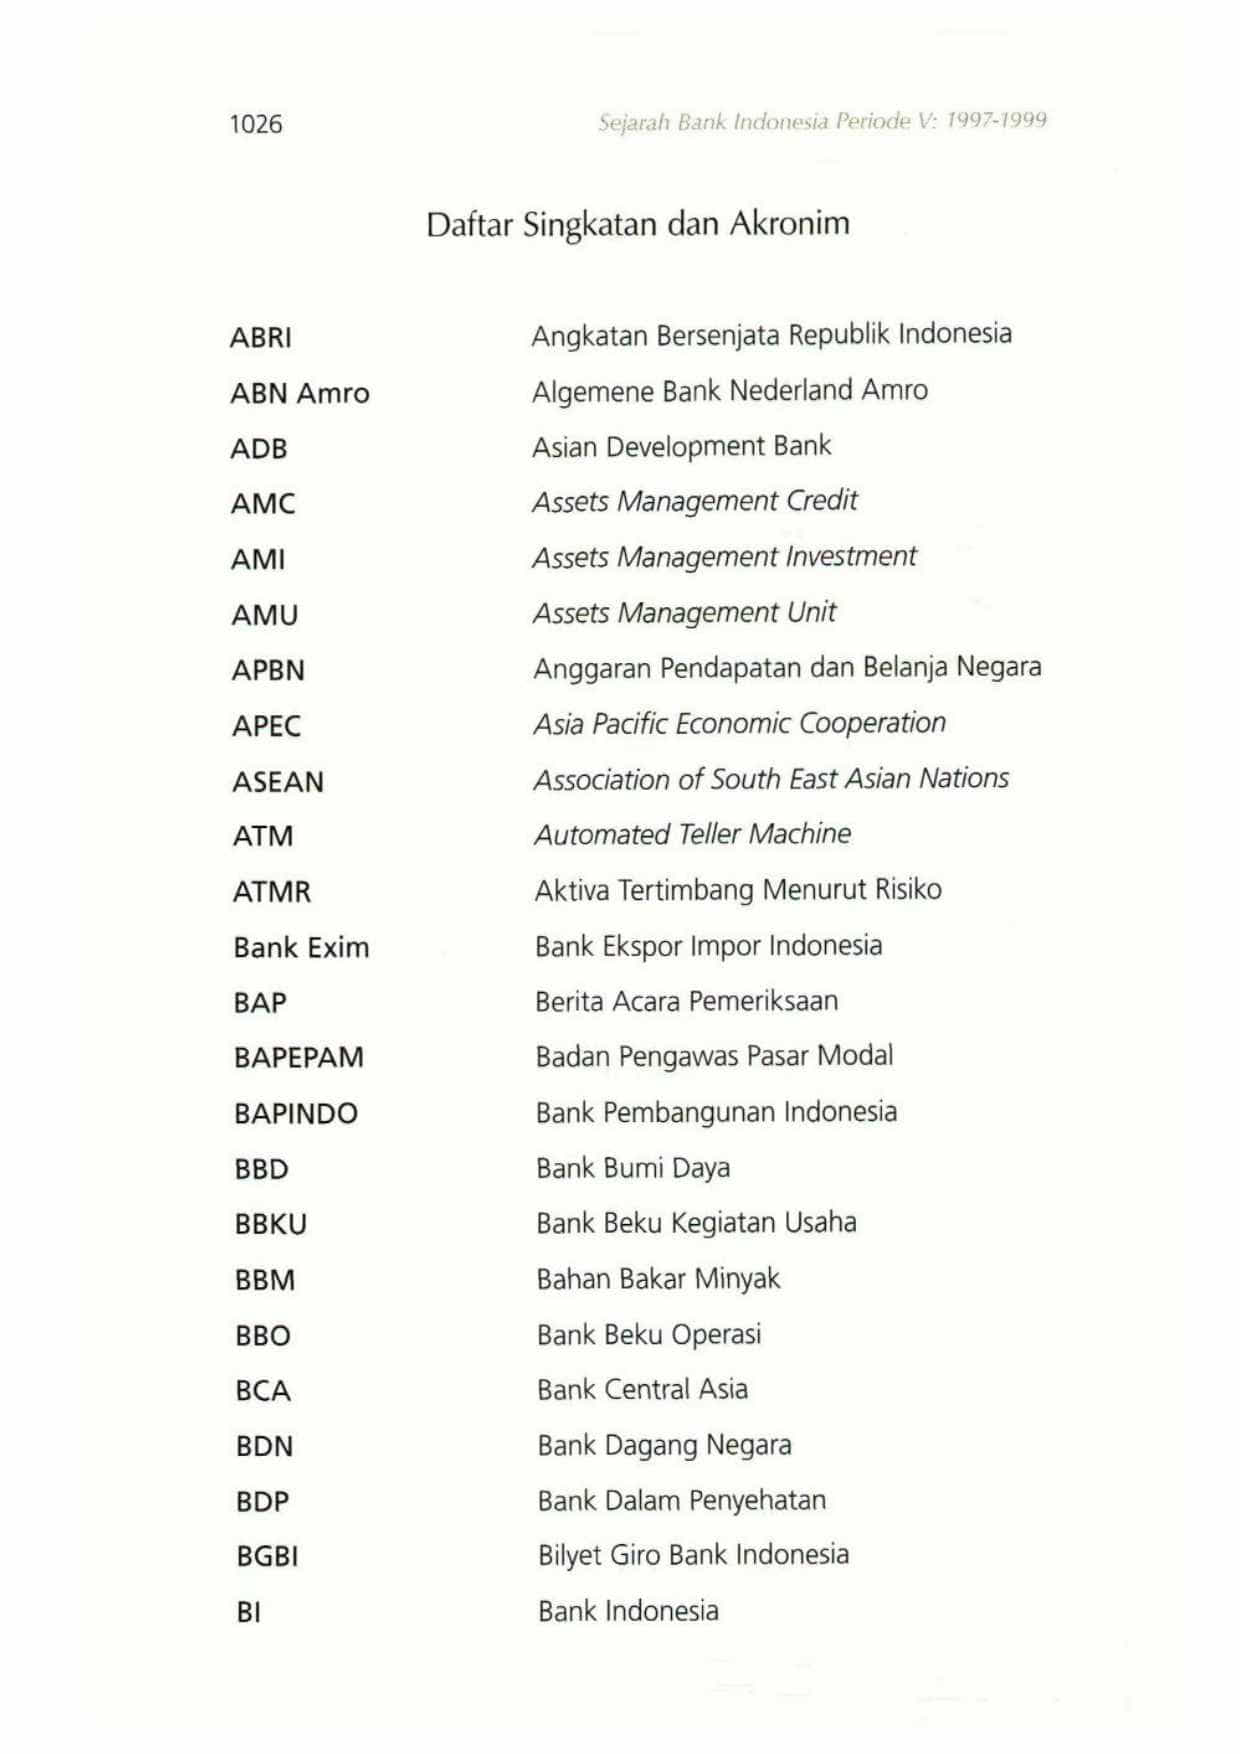 1026 Sejarah Bank Indonesia Periode V: 1997-1999
Daftar Singkatan dan Akronim
ABRI Angkatan Bersenjata Republik Indonesia
ABN Amro Algemene Bank Nederland Amro
ADB Asian Development Bank
AMC Assets Management Credit
AMI Assets Management Investment
AMU Assets Management Unit
APBN Anggaran Pendapatan dan Belanja Negara
APEC Asia Pacific Economic Cooperation
ASEAN Association of South East Asian Nations
ATM Automated Teller Machine
ATMR Aktiva Tertimbang Menurut Risiko
Bank Exim Bank Ekspor Impor Indonesia
BAP Berita Acara Pemeriksaan
BAPEPAM Badan Pengawas Pasar Modal
BAPINDO Bank Pembangunan Indonesia
BBD Bank Bumi Daya
BBKU Bank Beku Kegiatan Usaha
BBM Bahan Bakar Minyak
BBO Bank Beku Operasi
BCA Bank Central Asia
BDN Bank Dagang Negara
BDP Bank Dalam Penyehatan
BGBI Bilyet Giro Bank Indonesia
BI Bank Indonesia